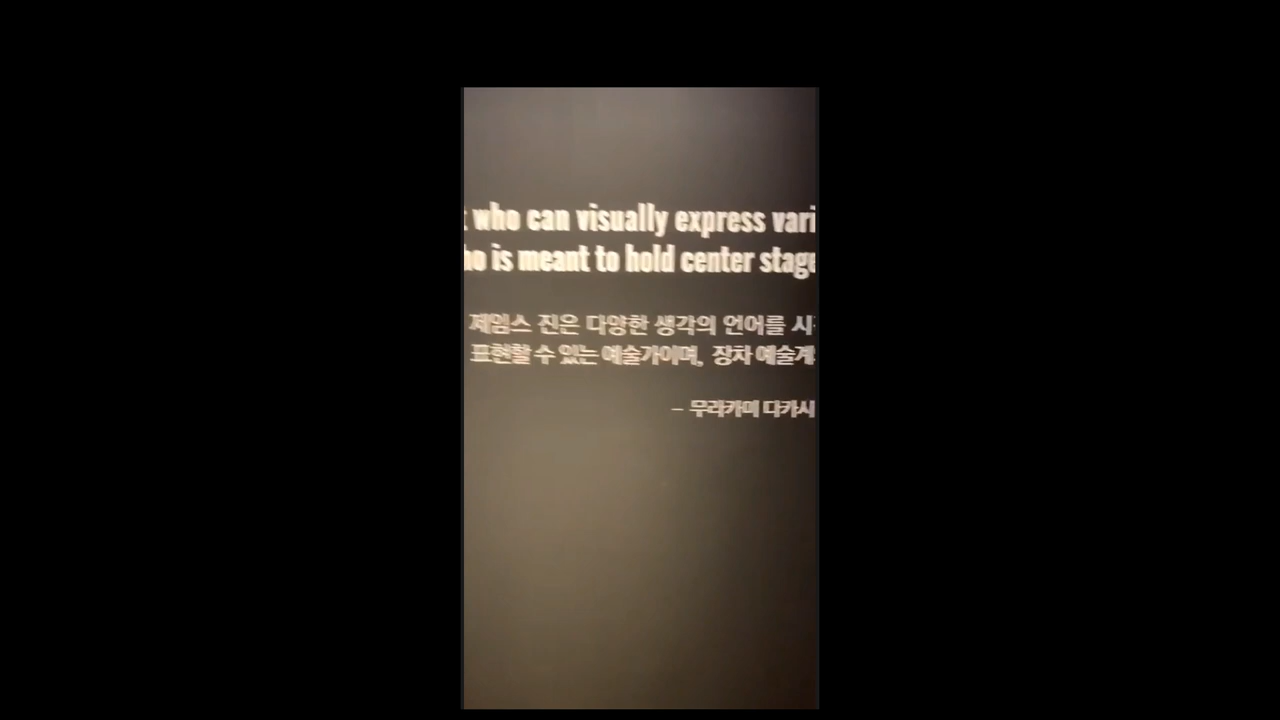 who can visually express vari
is meant to hold center stage
제임스 진은 다양한 생각의 언어를 시
표현할 수 있는 예술가이며, 장차 예술계
– 무라카미 다카시